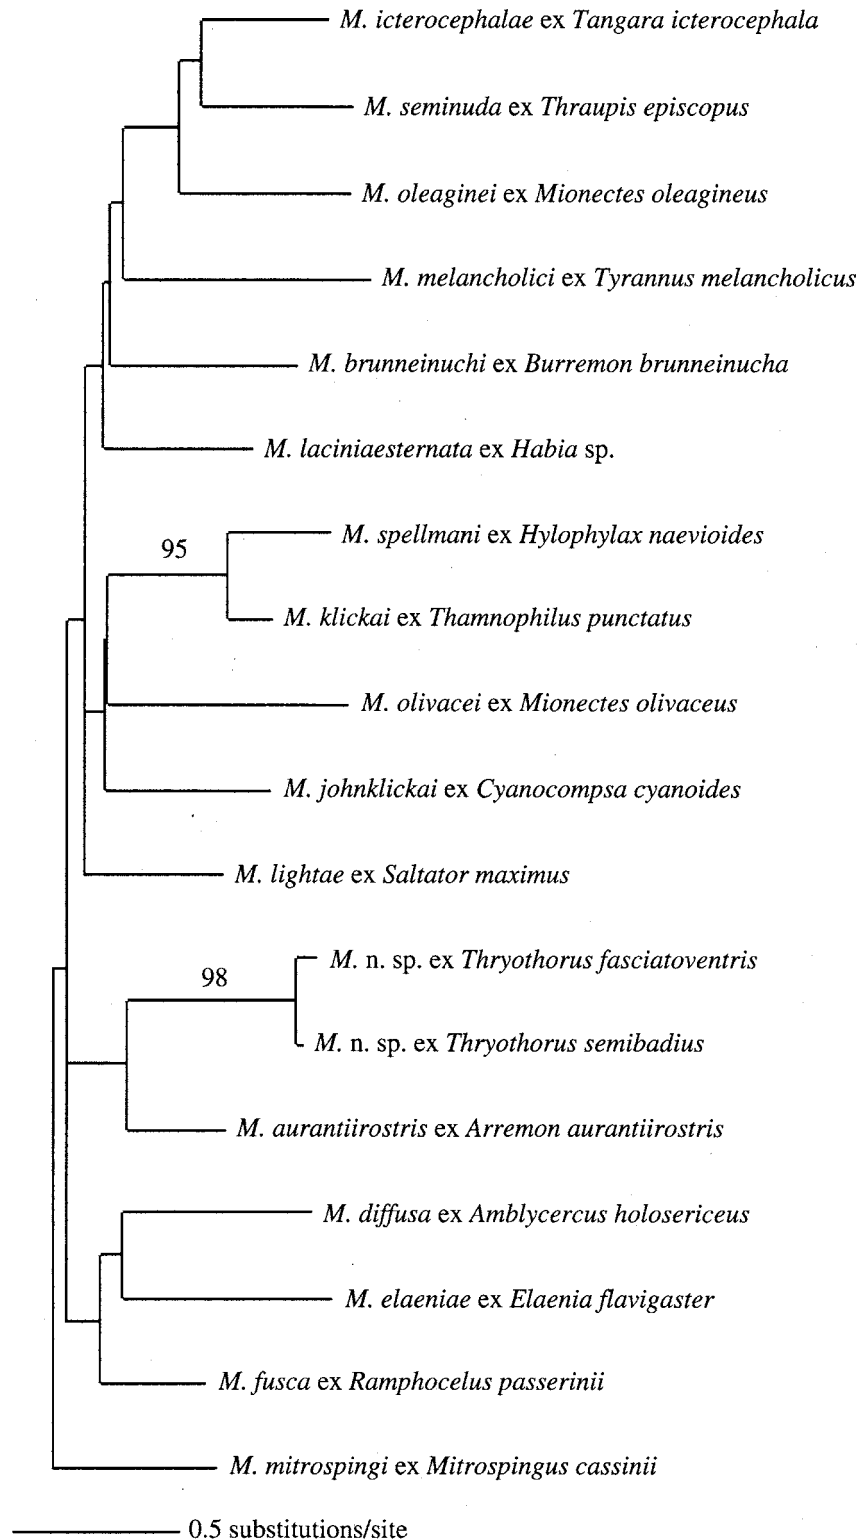 M. icterocephalae ex Tangara icterocephala
M. seminuda ex Thraupis episcopus
M. oleaginei ex Mionectes oleagineus
M. melancholici ex Tyrannus melancholicus
M. brunneinuchi ex Burremon brunneinucha
M. laciniaesternata ex Habia sp.
M. spellmani ex Hylophylax naevioides
95
M. klickai ex Thamnophilus punctatus
M. olivacei ex Mionectes olivaceus
M. johnklickai ex Cyanocompsa cyanoides
M. lightae ex Saltator maximus
M. n. sp. ex Thryothorus fasciatoventris
98
M. n. sp. ex Thryothorus semibadius
M. aurantiirostris ex Arremon aurantiirostris
M. diffusa ex Amblycercus holosericeus
M. elaeniae ex Elaenia flavigaster
M. fusca ex Ramphocelus passerinii
M. mitrospingi ex Mitrospingus cassinii
0.5 substitutions/site